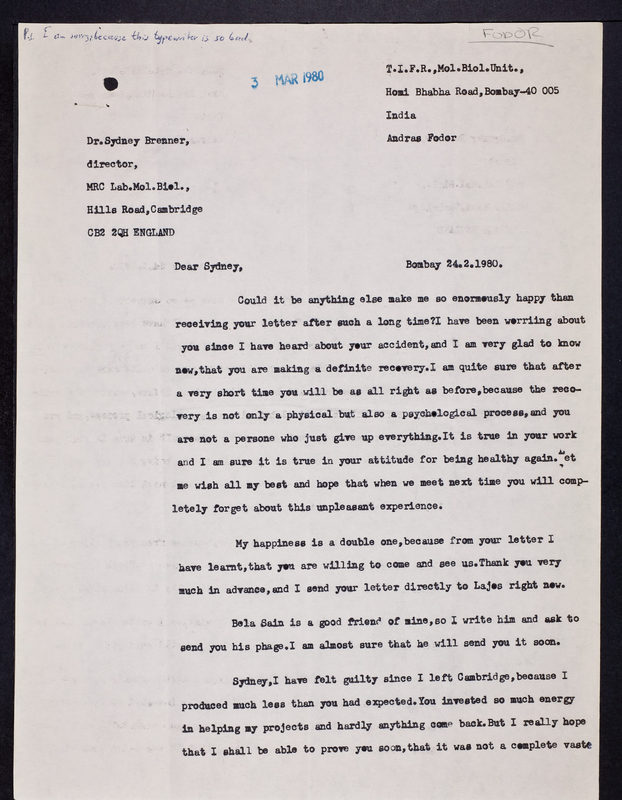 P.s I am sorry, because this typewriter is so bad.
FODOR
3 MAR 1980
T.I.F.R.,Mol.Biol.Unit.,
Homi Bhabha Road,Bombay-40 005
India
Andras Fodor
Dr.Sydney Brenner,
director,
MRC Lab.Mol.Biol.,
Hills Road,Cambridge
CB2 2QH ENGLAND
Dear Sydney,
Bombay 24.2.1980.
Could it be anything else make me so enormously happy than
receiving your letter after such a long time?I have been worriing about
you since I have heard about your accident,and I am very glad to know
now,that you are making a definite recovery.I am quite sure that after
a very short time you will be as all right as before,because the reco-
very is not only a physical but also a psychological process,and you
are not a persone who just give up everything.It is true in your work
and I am sure it is true in your attitude for being healthy again. Let
me wish all my best and hope that when we meet next time you will comp-
letely forget about this unpleasant experience.
My happiness is a double one,because from your letter I
have learnt,that you are willing to come and see us.Thank you very
much in advance,and I send your letter directly to Lajos right now.
Bela Sain is a good friend of mine,so I write him and ask to
send you his phage.I am almost sure that he will send you it soon.
Sydney,I have felt guilty since I left Cambridge,because I
produced much less than you had expected.You invested so much energy
in helping my projects and hardly anything come back.But I really hope
that I shall be able to prove you soon,that it was not a complete vaste